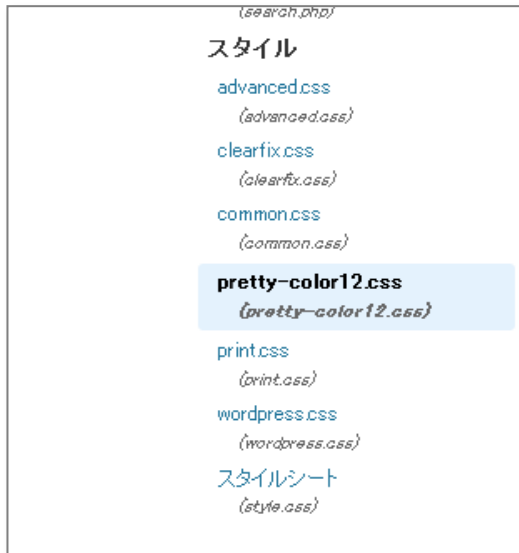 (search.php)
スタイル
advanced.css
(advanced.css)
clearfix.css
(clearfix.css)
common.css
(common.css)
pretty-color12.css
(pretty-color12.css)
print.css
(print.css)
wordpress.css
(wordpress.css)
スタイルシート
(style.css)